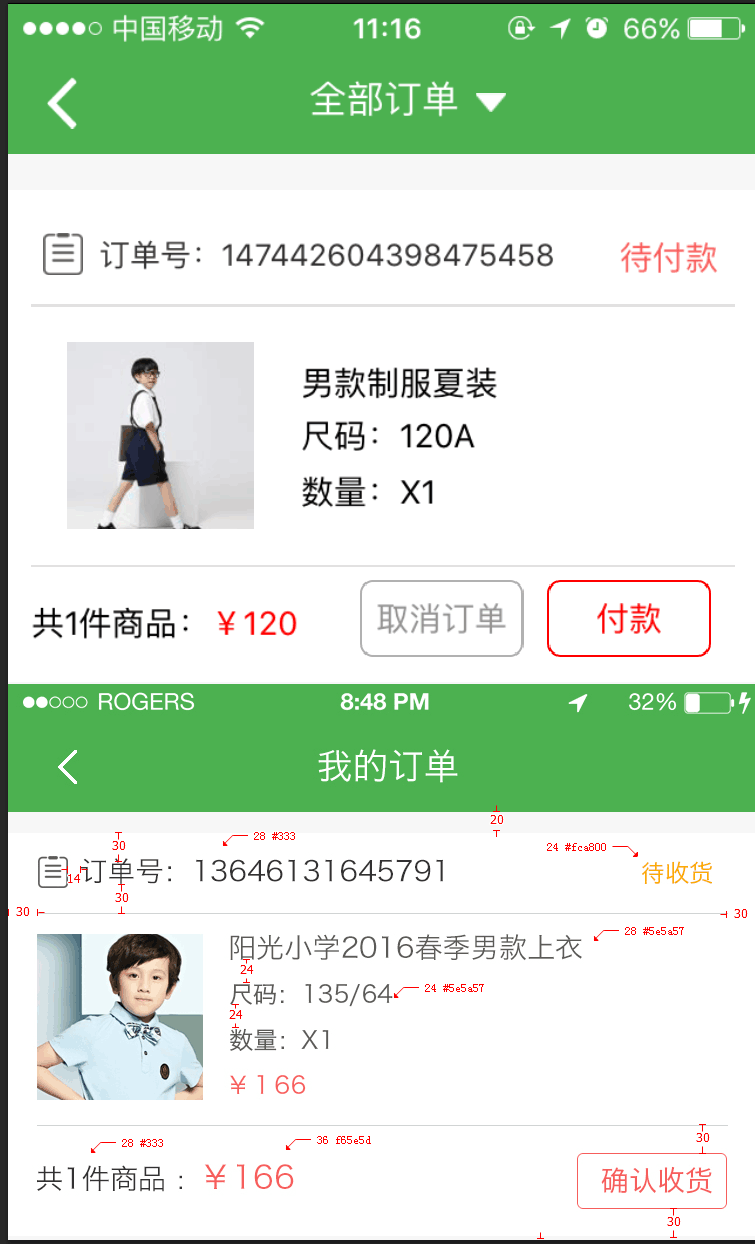 中国移动 11:16 66%
全部订单
订单号：147442604398475458 待付款
男款制服夏装
尺码：120A
数量：X1
共1件商品：￥120 取消订单 付款
ROGERS 8:48 PM 32%
我的订单
20
30 28 #333 24 #fca800
14 订单号：13646131645791 待收货
30
30 30
阳光小学2016春季男款上衣 28 #5e5a57
24
尺码：135/64 24 #5e5a57
24
数量：X1
￥166
28 #333 36 f65e5d 30
共1件商品：￥166 确认收货
30